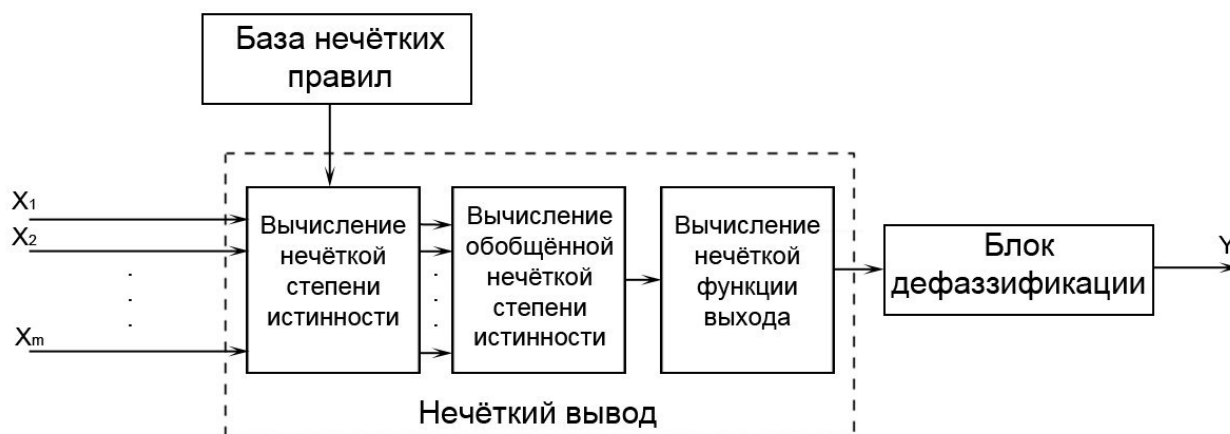 База нечётких
правил
X1
X2
Xm
Вычисление
нечёткой
степени
истинности
Вычисление
обобщённой
нечёткой
степени
истинности
Вычисление
нечёткой
функции
выхода
Блок
дефаззификации
Y
Нечёткий вывод